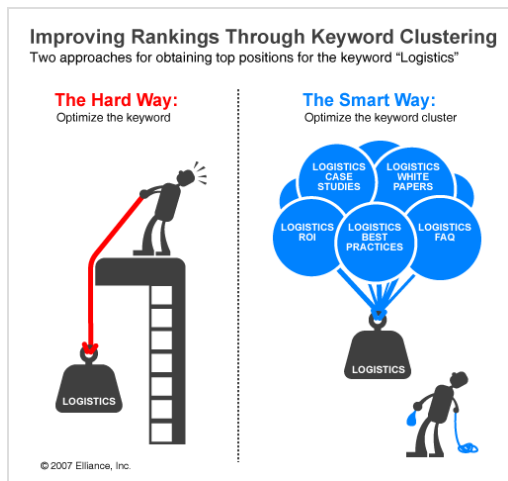 Improving Rankings Through Keyword Clustering
Two approaches for obtaining top positions for the keyword “Logistics”
The Hard Way:
Optimize the keyword
LOGISTICS
The Smart Way:
Optimize the keyword cluster
LOGISTICS
CASE
STUDIES
LOGISTICS
WHITE
PAPERS
LOGISTICS
ROI
LOGISTICS
BEST
PRACTICES
LOGISTICS
FAQ
LOGISTICS
© 2007 Elliance, Inc.